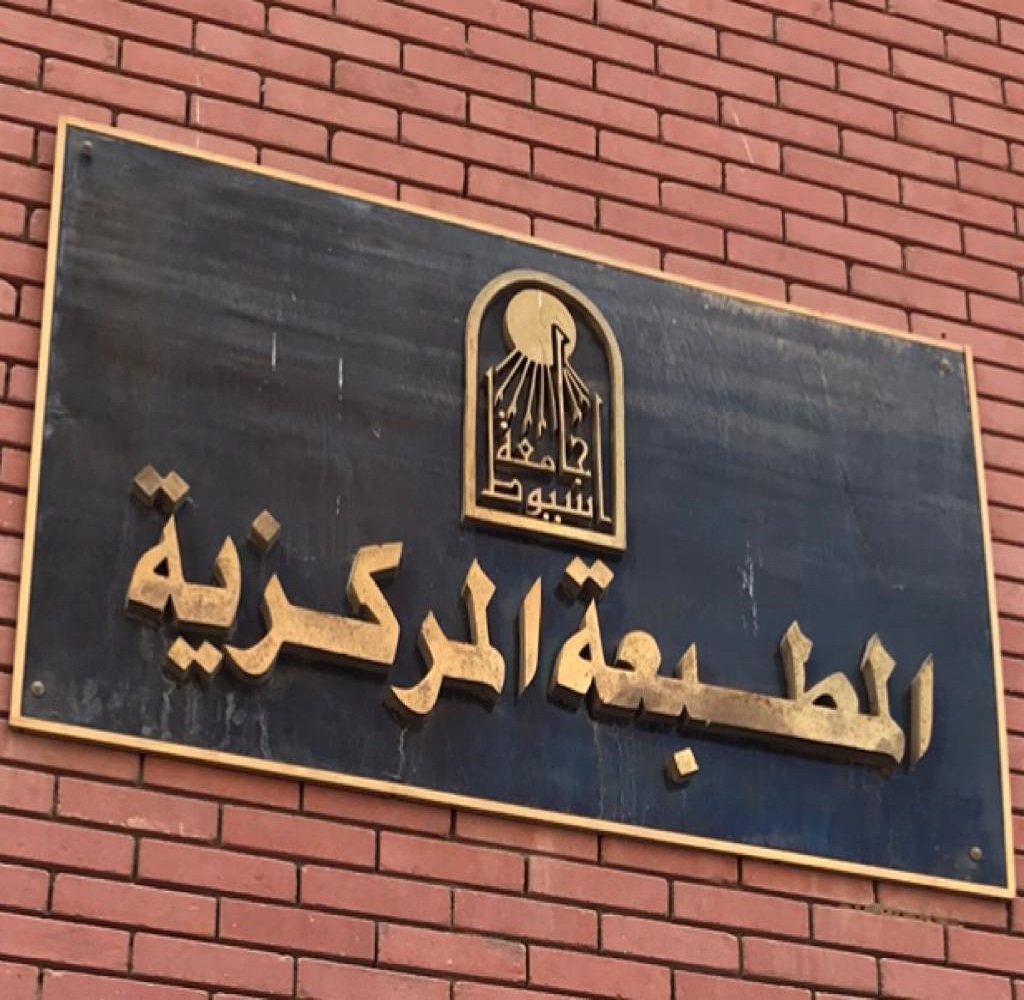 جامعة
اسيوط
المطبعة المركزية